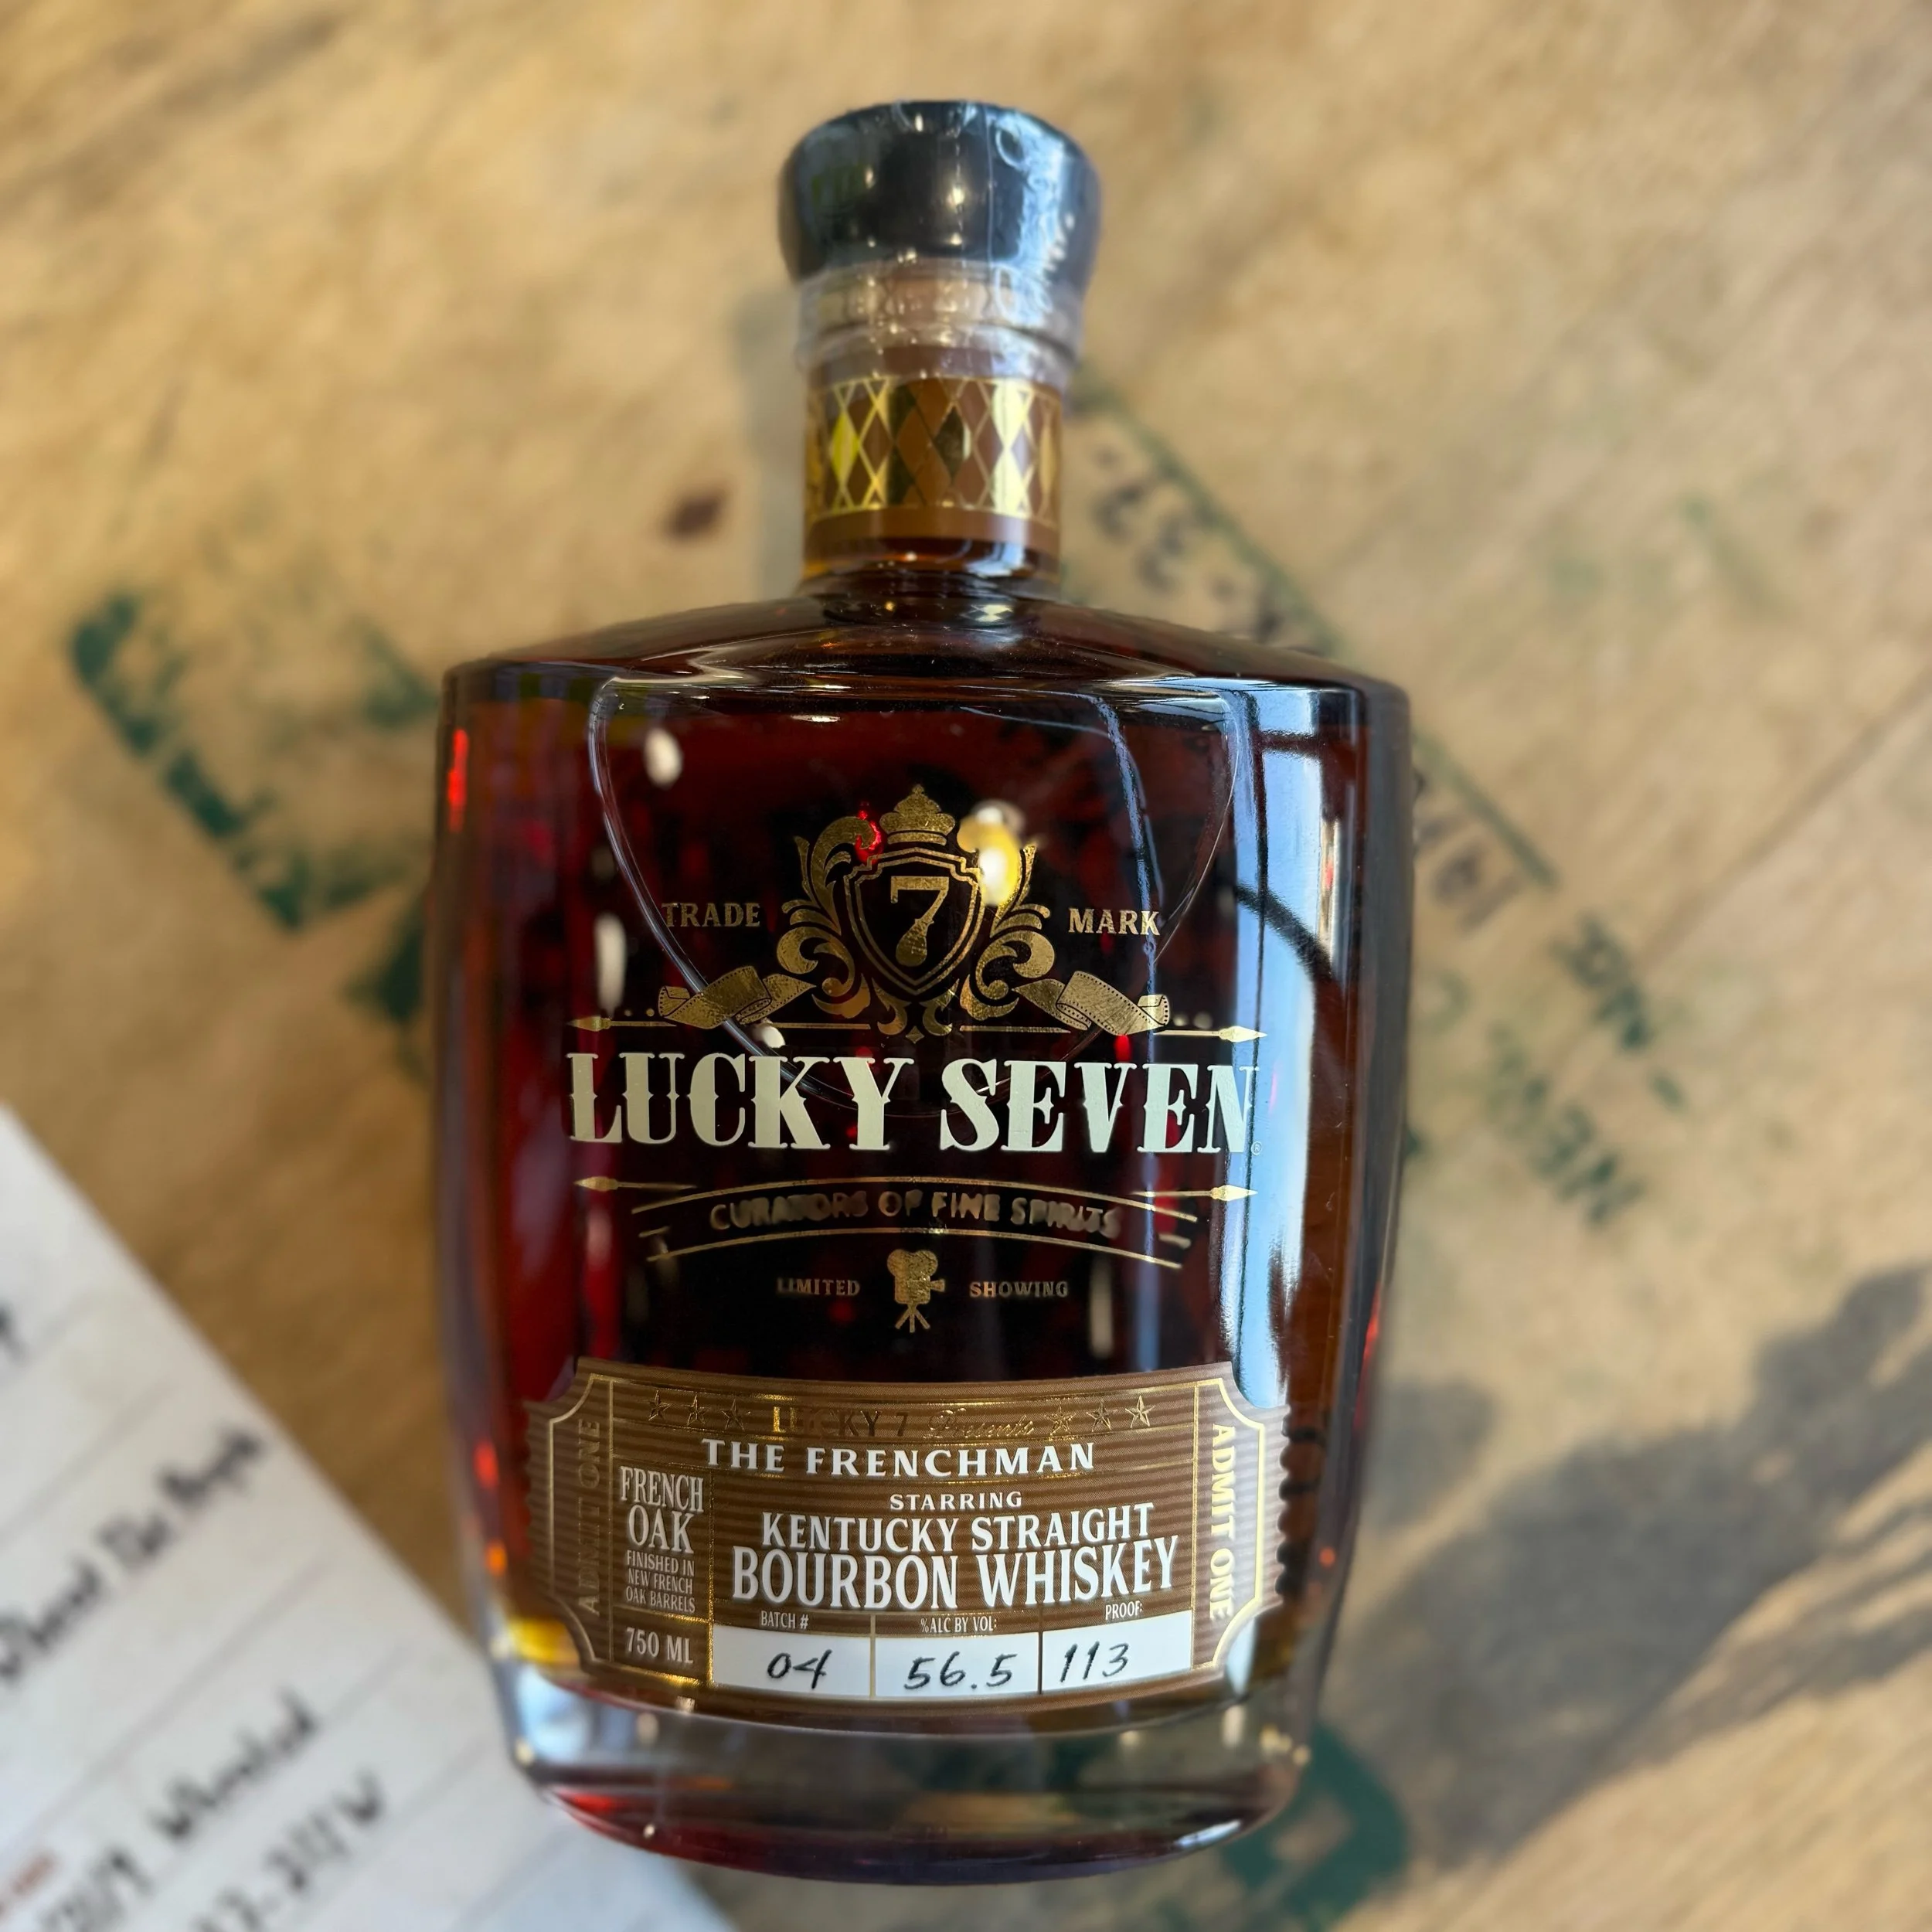 7
TRADE MARK
LUCKY SEVEN
CURATORS OF FINE SPIRITS
LIMITED SHOWING
LUCKY 7 Presents
THE FRENCHMAN
STARRING
KENTUCKY STRAIGHT
BOURBON WHISKEY
ADMIT ONE
FRENCH
OAK
FINISHED IN
NEW FRENCH
OAK BARRELS
750 ML
BATCH # %ALC BY VOL: PROOF:
04 56.5 113
ADMIT ONE
Wheated